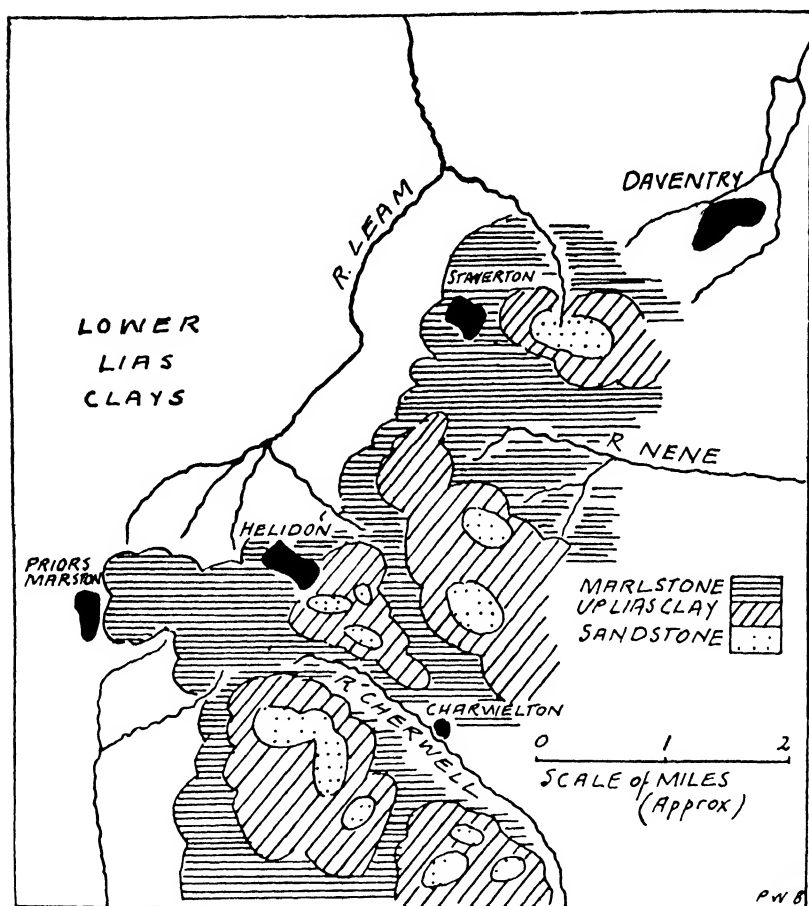 DAVENTRY
R. LEAM
STAVERTON
LOWER
LIAS
CLAYS
R NENE
HELIDON
PRIORS
MARSTON
MARLSTONE
UP LIAS CLAY
SANDSTONE
R CHERWELL
CHARWELTON
0 1 2
SCALE of MILES
(Approx)
P W B